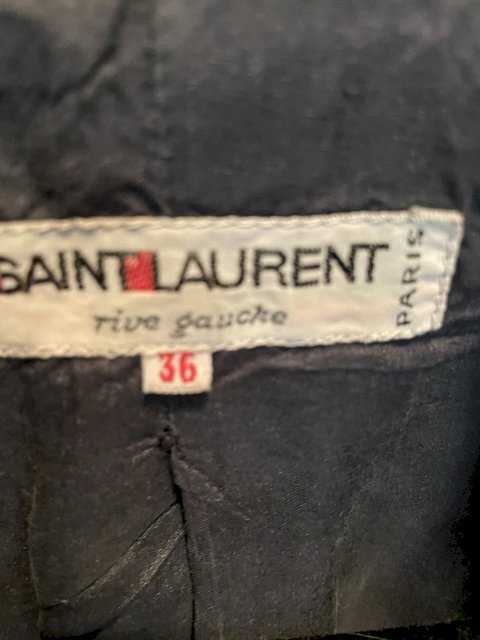 SAINT LAURENT
rive gauche
PARIS
36